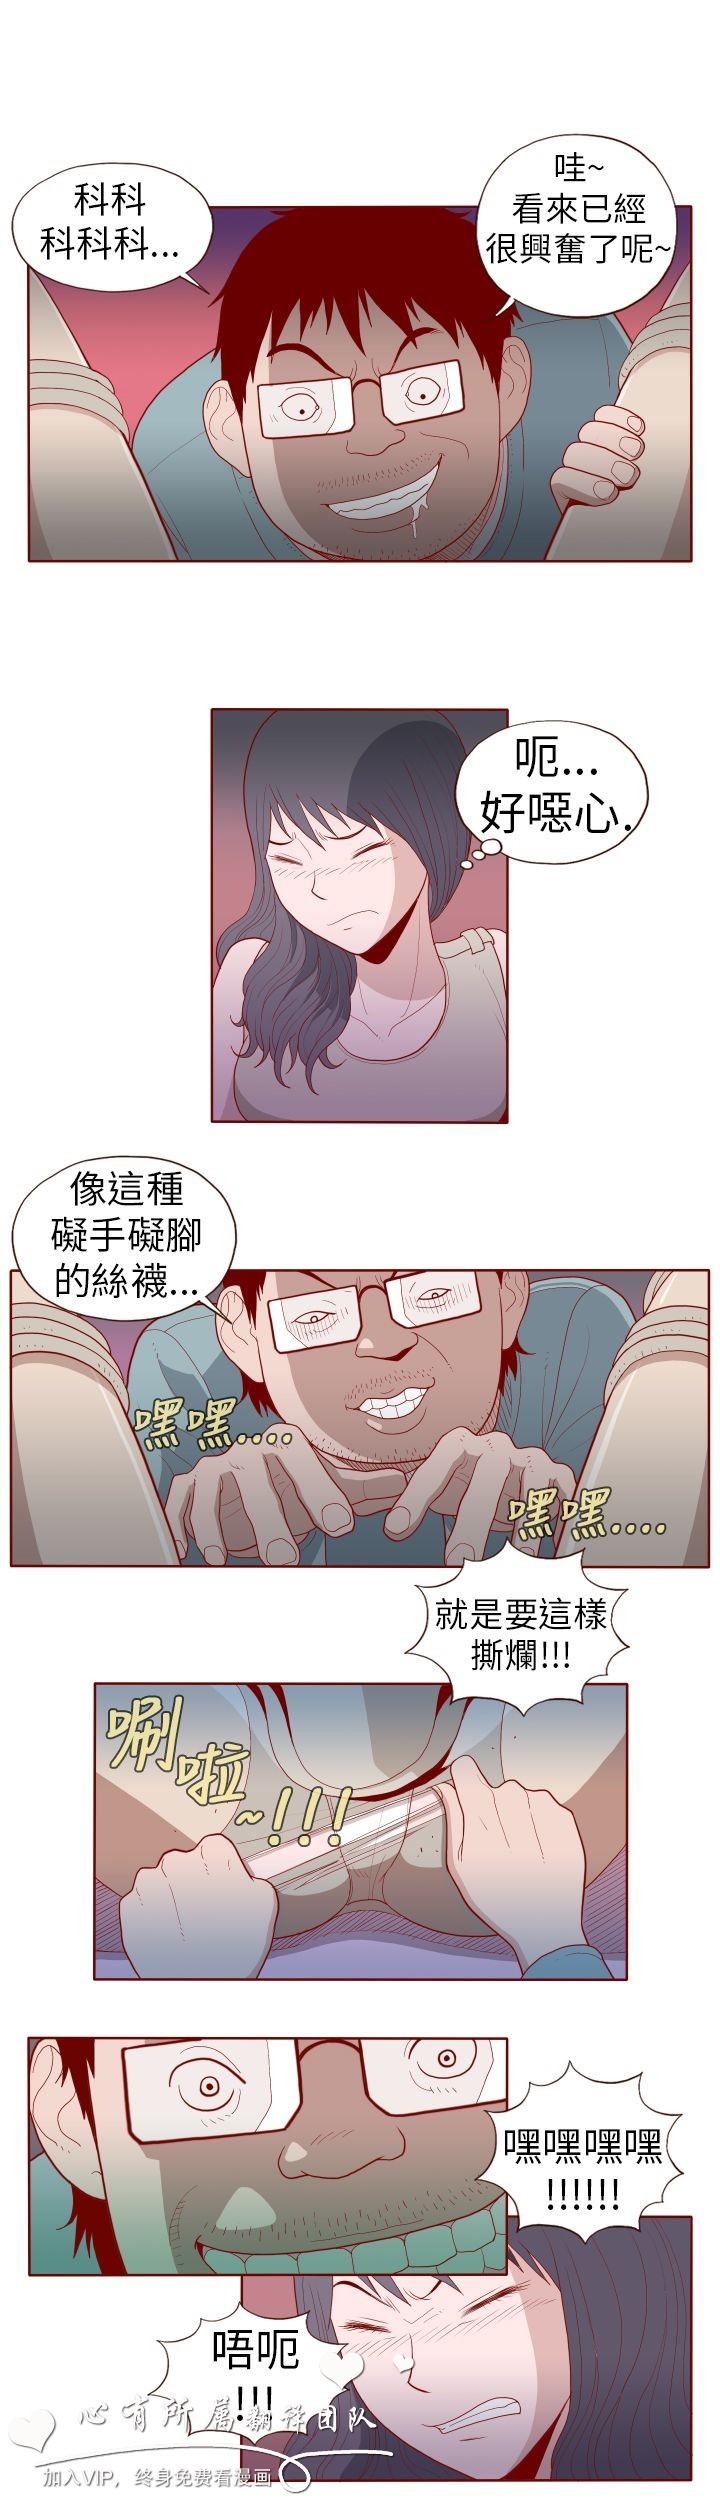 科科
科科科...
哇~
看來已經
很興奮了呢~
呃...
好噁心.
像這種
礙手礙腳
的絲襪...
嘿嘿....
嘿嘿....
就是要這樣
撕爛!!!
唰
啦
~!!!
嘿嘿嘿嘿
!!!!!!
唔呃
!!!
心有所属翻译团队
加入VIP，终身免费看漫画